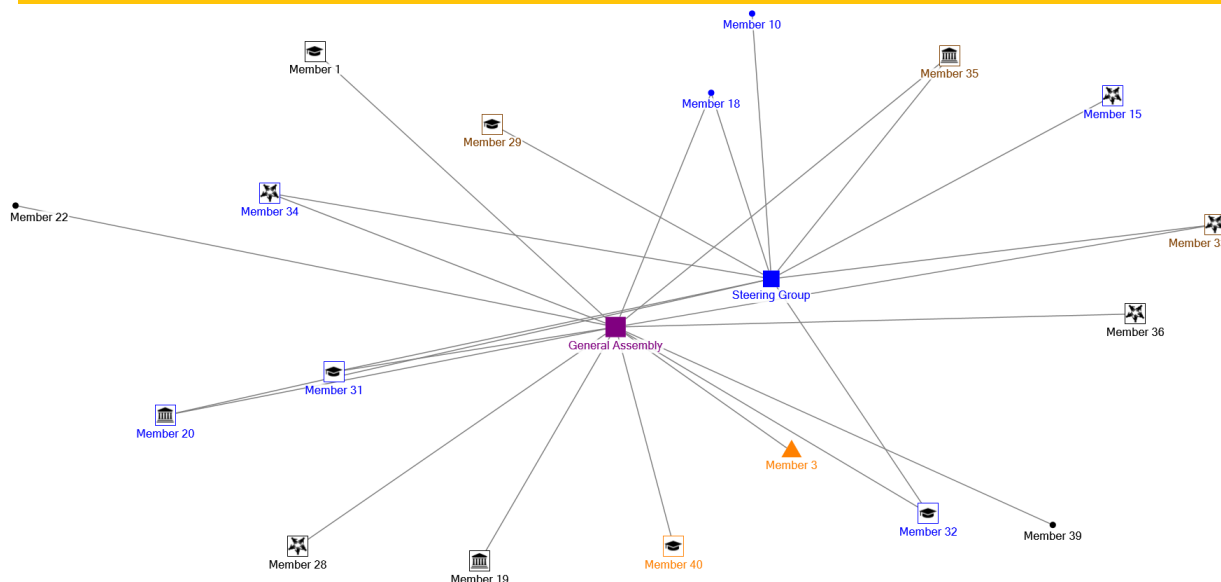 Member 10
Member 1
Member 35
Member 18
Member 15
Member 29
Member 34
Member 22
Steering Group
Member 36
General Assembly
Member 31
Member 20
Member 3
Member 32
Member 39
Member 28
Member 40
Member 19